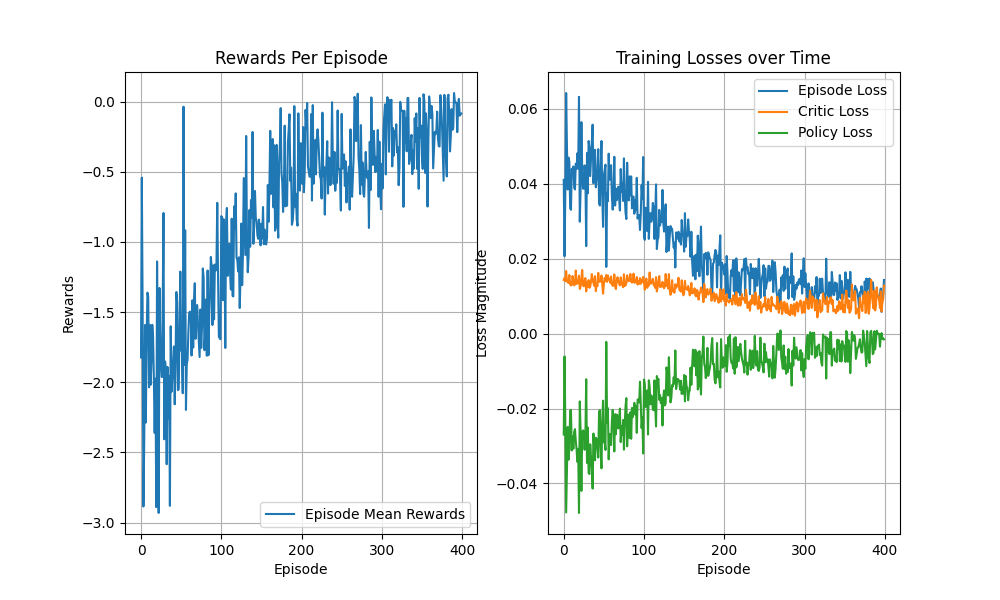 Rewards Per Episode
Rewards
0.0
−0.5
−1.0
−1.5
−2.0
−2.5
−3.0
0
100
200
300
400
Episode
Episode Mean Rewards
Training Losses over Time
Loss Magnitude
0.06
0.04
0.02
0.00
−0.02
−0.04
0
100
200
300
400
Episode
Episode Loss
Critic Loss
Policy Loss